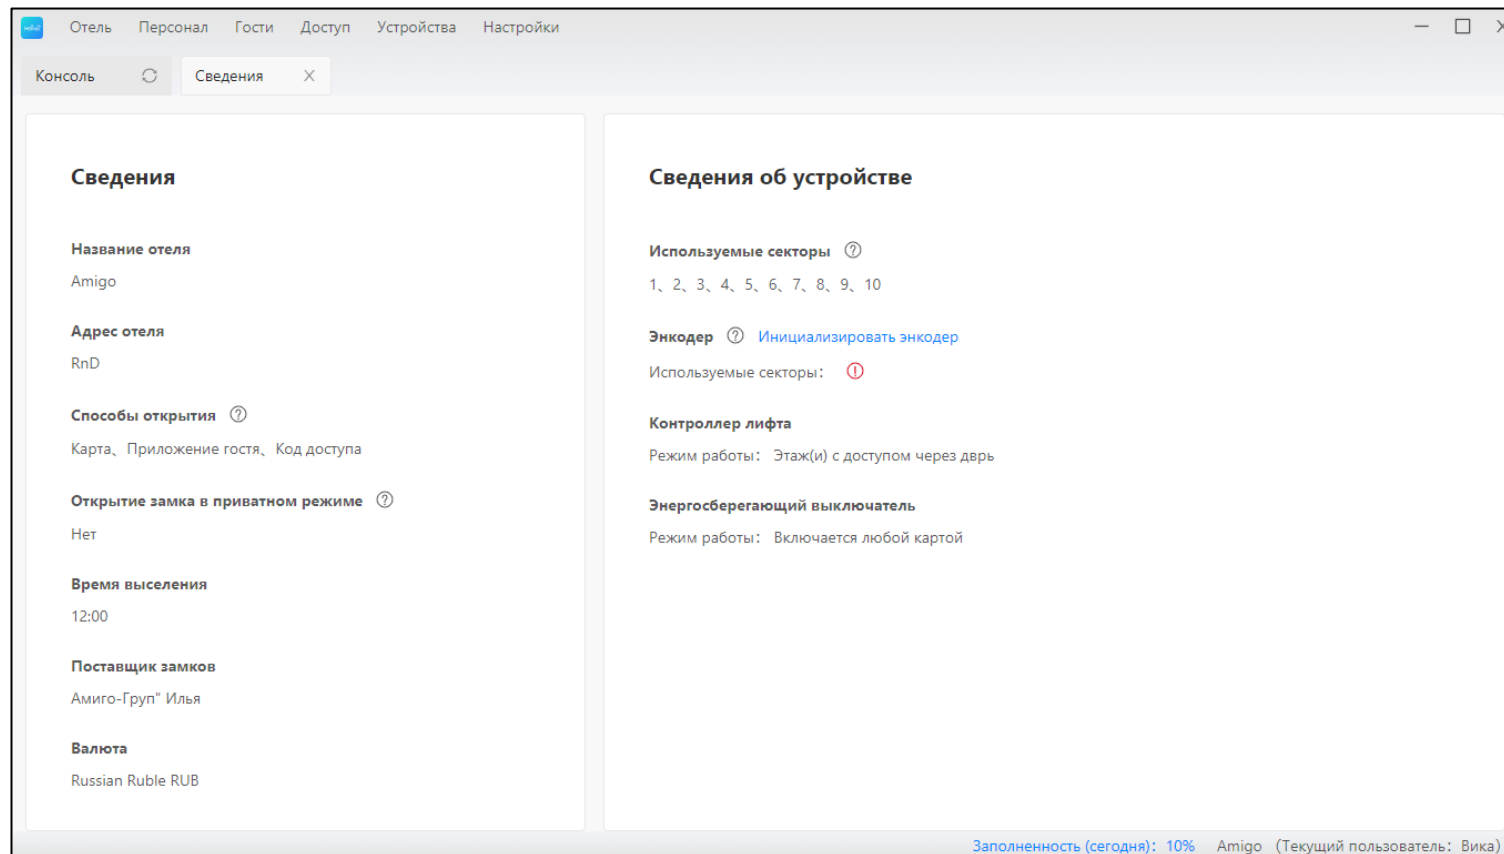 Отель Персонал Гости Доступ Устройства Настройки
Консоль Сведения
Сведения
Название отеля
Amigo
Адрес отеля
RnD
Способы открытия
Карта、Приложение гостя、Код доступа
Открытие замка в приватном режиме
Нет
Время выселения
12:00
Поставщик замков
Амиго-Груп" Илья
Валюта
Russian Ruble RUB
Сведения об устройстве
Используемые секторы
1、2、3、4、5、6、7、8、9、10
Энкодер Инициализировать энкодер
Используемые секторы：
Контроллер лифта
Режим работы： Этаж(и) с доступом через дврь
Энергосберегающий выключатель
Режим работы： Включается любой картой
Заполненность (сегодня)：10% Amigo (Текущий пользователь：Вика)